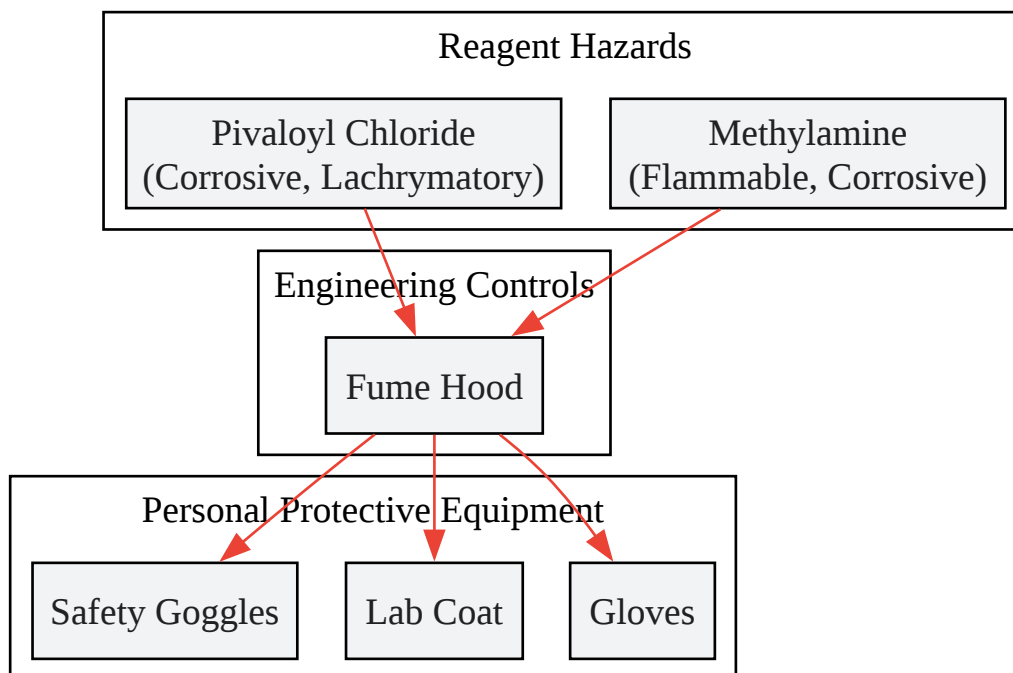 Reagent Hazards
Pivaloyl Chloride
(Corrosive, Lachrymatory)
Methylamine
(Flammable, Corrosive)
Engineering Controls
Fume Hood
Personal Protective Equipment
Safety Goggles
Lab Coat
Gloves